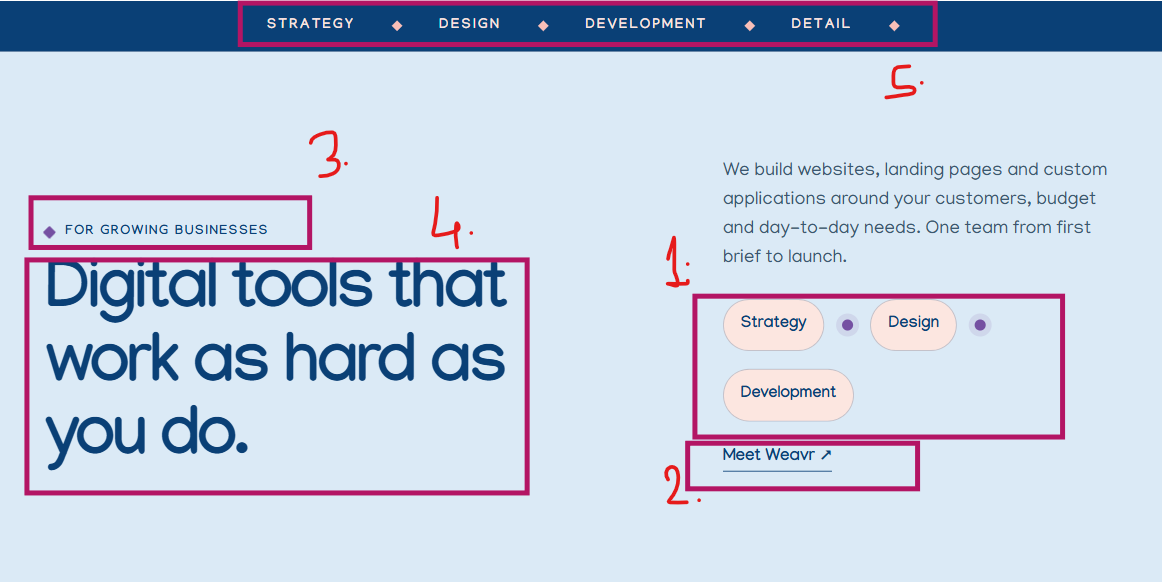 STRATEGY ◆ DESIGN ◆ DEVELOPMENT ◆ DETAIL ◆
5.
3.
◆ FOR GROWING BUSINESSES
4.
Digital tools that
work as hard as
you do.
We build websites, landing pages and custom
applications around your customers, budget
and day-to-day needs. One team from first
brief to launch.
1.
Strategy Design
Development
2.
Meet Weavr ↗